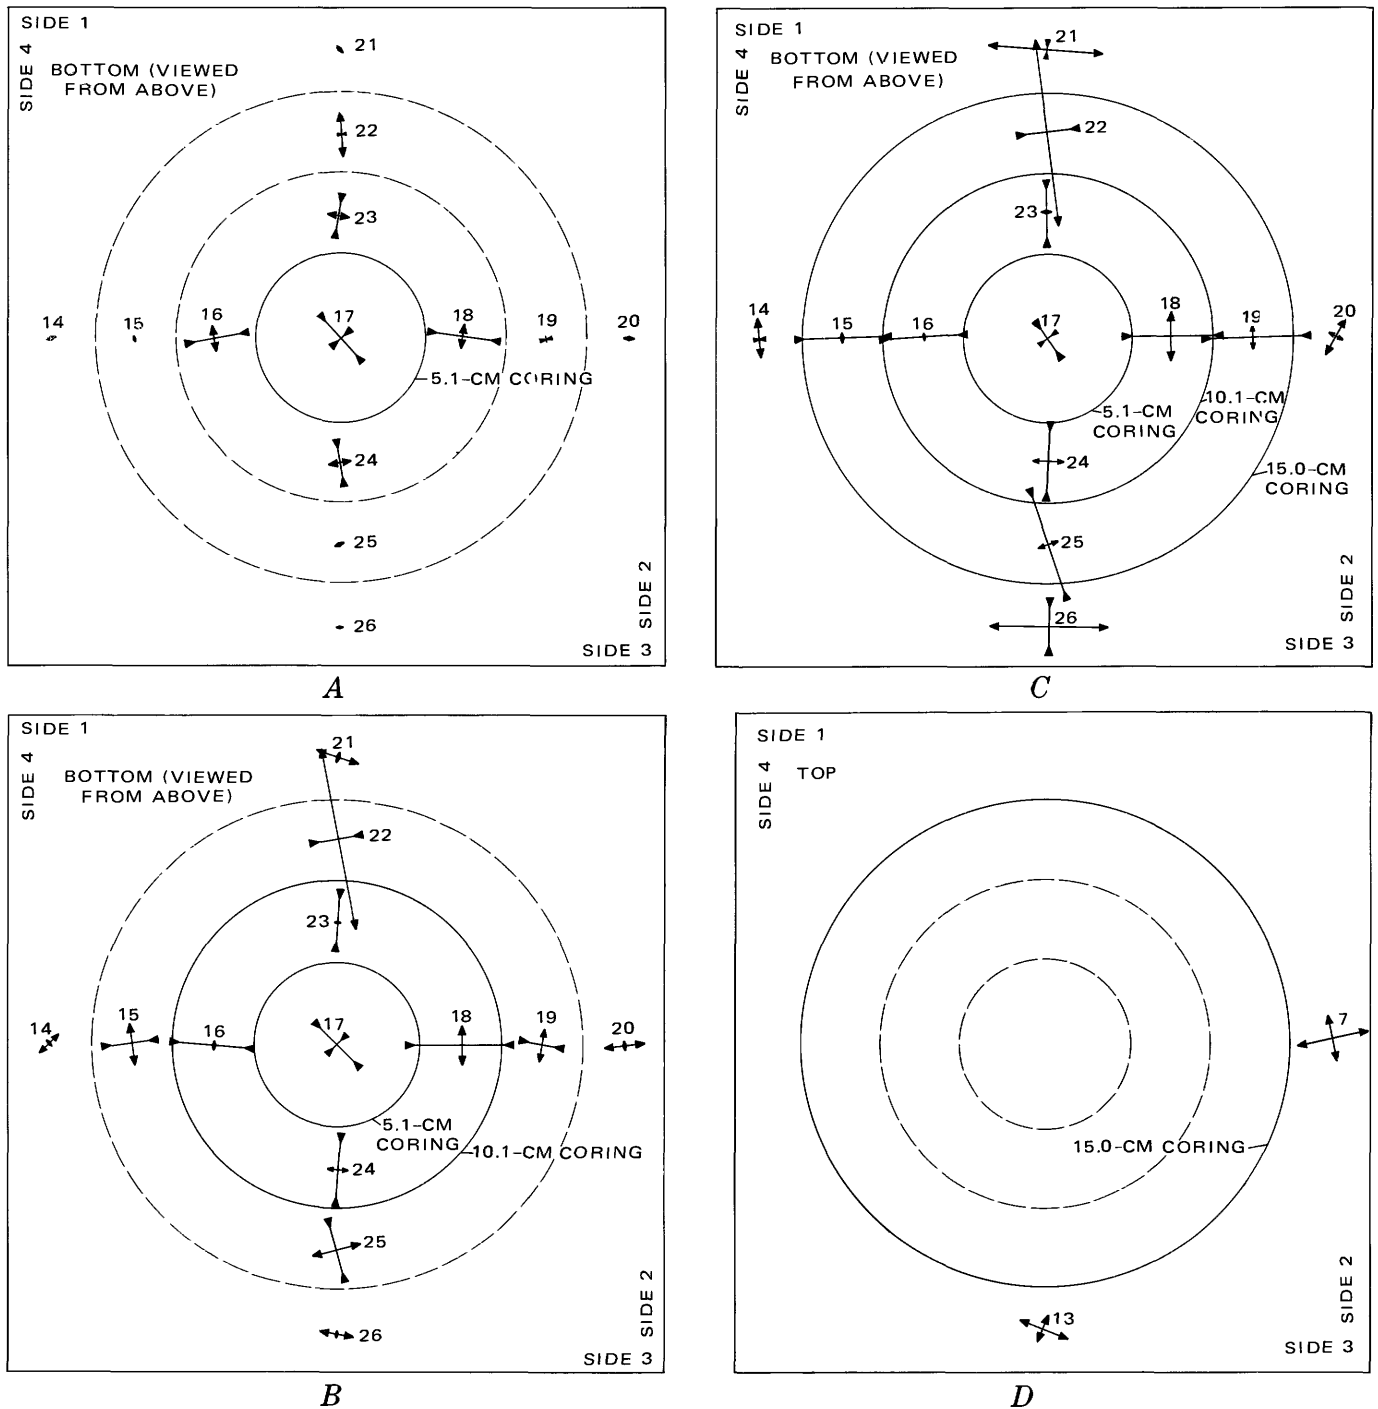 SIDE 1
SIDE 4
BOTTOM (VIEWED
FROM ABOVE)
21
22
23
14
15
16
17
18
19
20
5.1-CM CORING
24
25
26
SIDE 2
SIDE 3
A
SIDE 1
SIDE 4
BOTTOM (VIEWED
FROM ABOVE)
21
22
23
14
15
16
17
18
19
20
5.1-CM
CORING
10.1-CM
CORING
24
15.0-CM
CORING
25
26
SIDE 2
SIDE 3
C
SIDE 1
SIDE 4
BOTTOM (VIEWED
FROM ABOVE)
21
22
23
14
15
16
17
18
19
20
5.1-CM
CORING
10.1-CM CORING
24
25
26
SIDE 2
SIDE 3
B
SIDE 1
SIDE 4
TOP
7
15.0-CM CORING
13
SIDE 2
SIDE 3
D